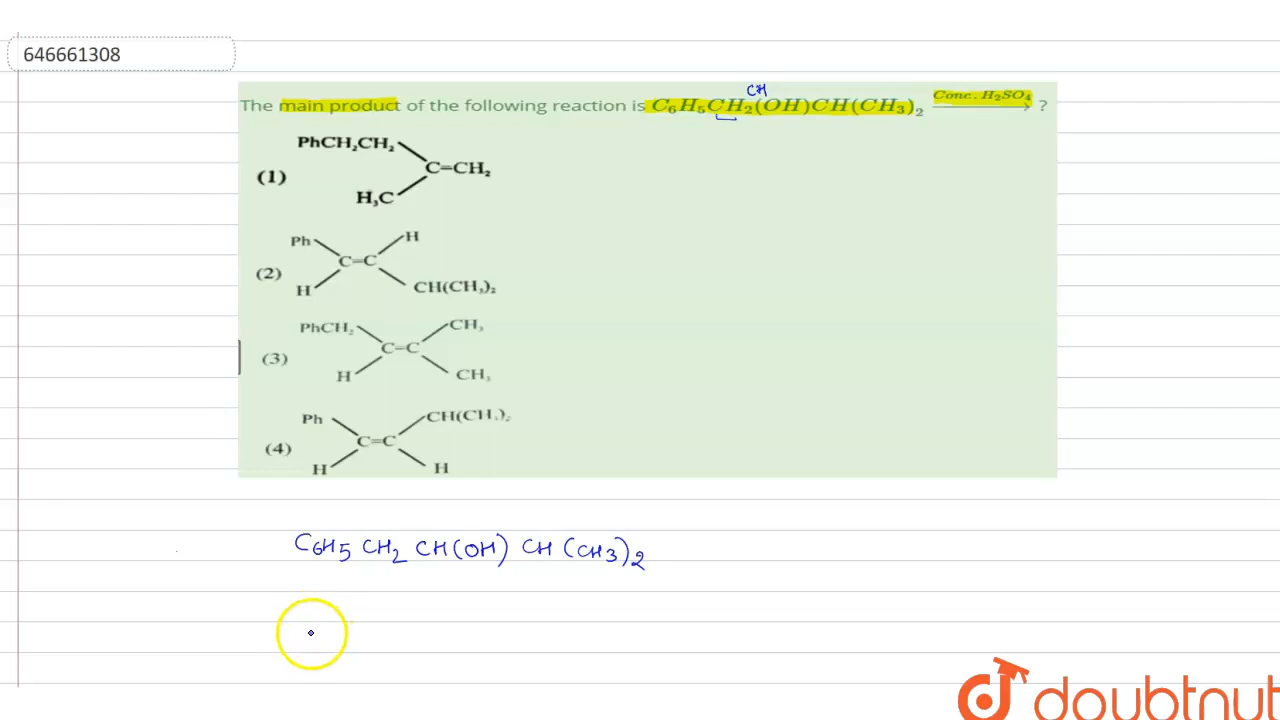 646661308
CH
The main product of the following reaction is C₆H₅CH₂(OH)CH(CH₃)₂ Conc. H₂SO₄ → ?
PhCH₂CH₂
(1) C=CH₂
H₃C
Ph H
(2) C=C
H CH(CH₃)₂
PhCH₂ CH₃
(3) C=C
H CH₃
Ph CH(CH₃)₂
(4) C=C
H H
C₆H₅ CH₂ CH(OH) CH(CH₃)₂
doubtnut